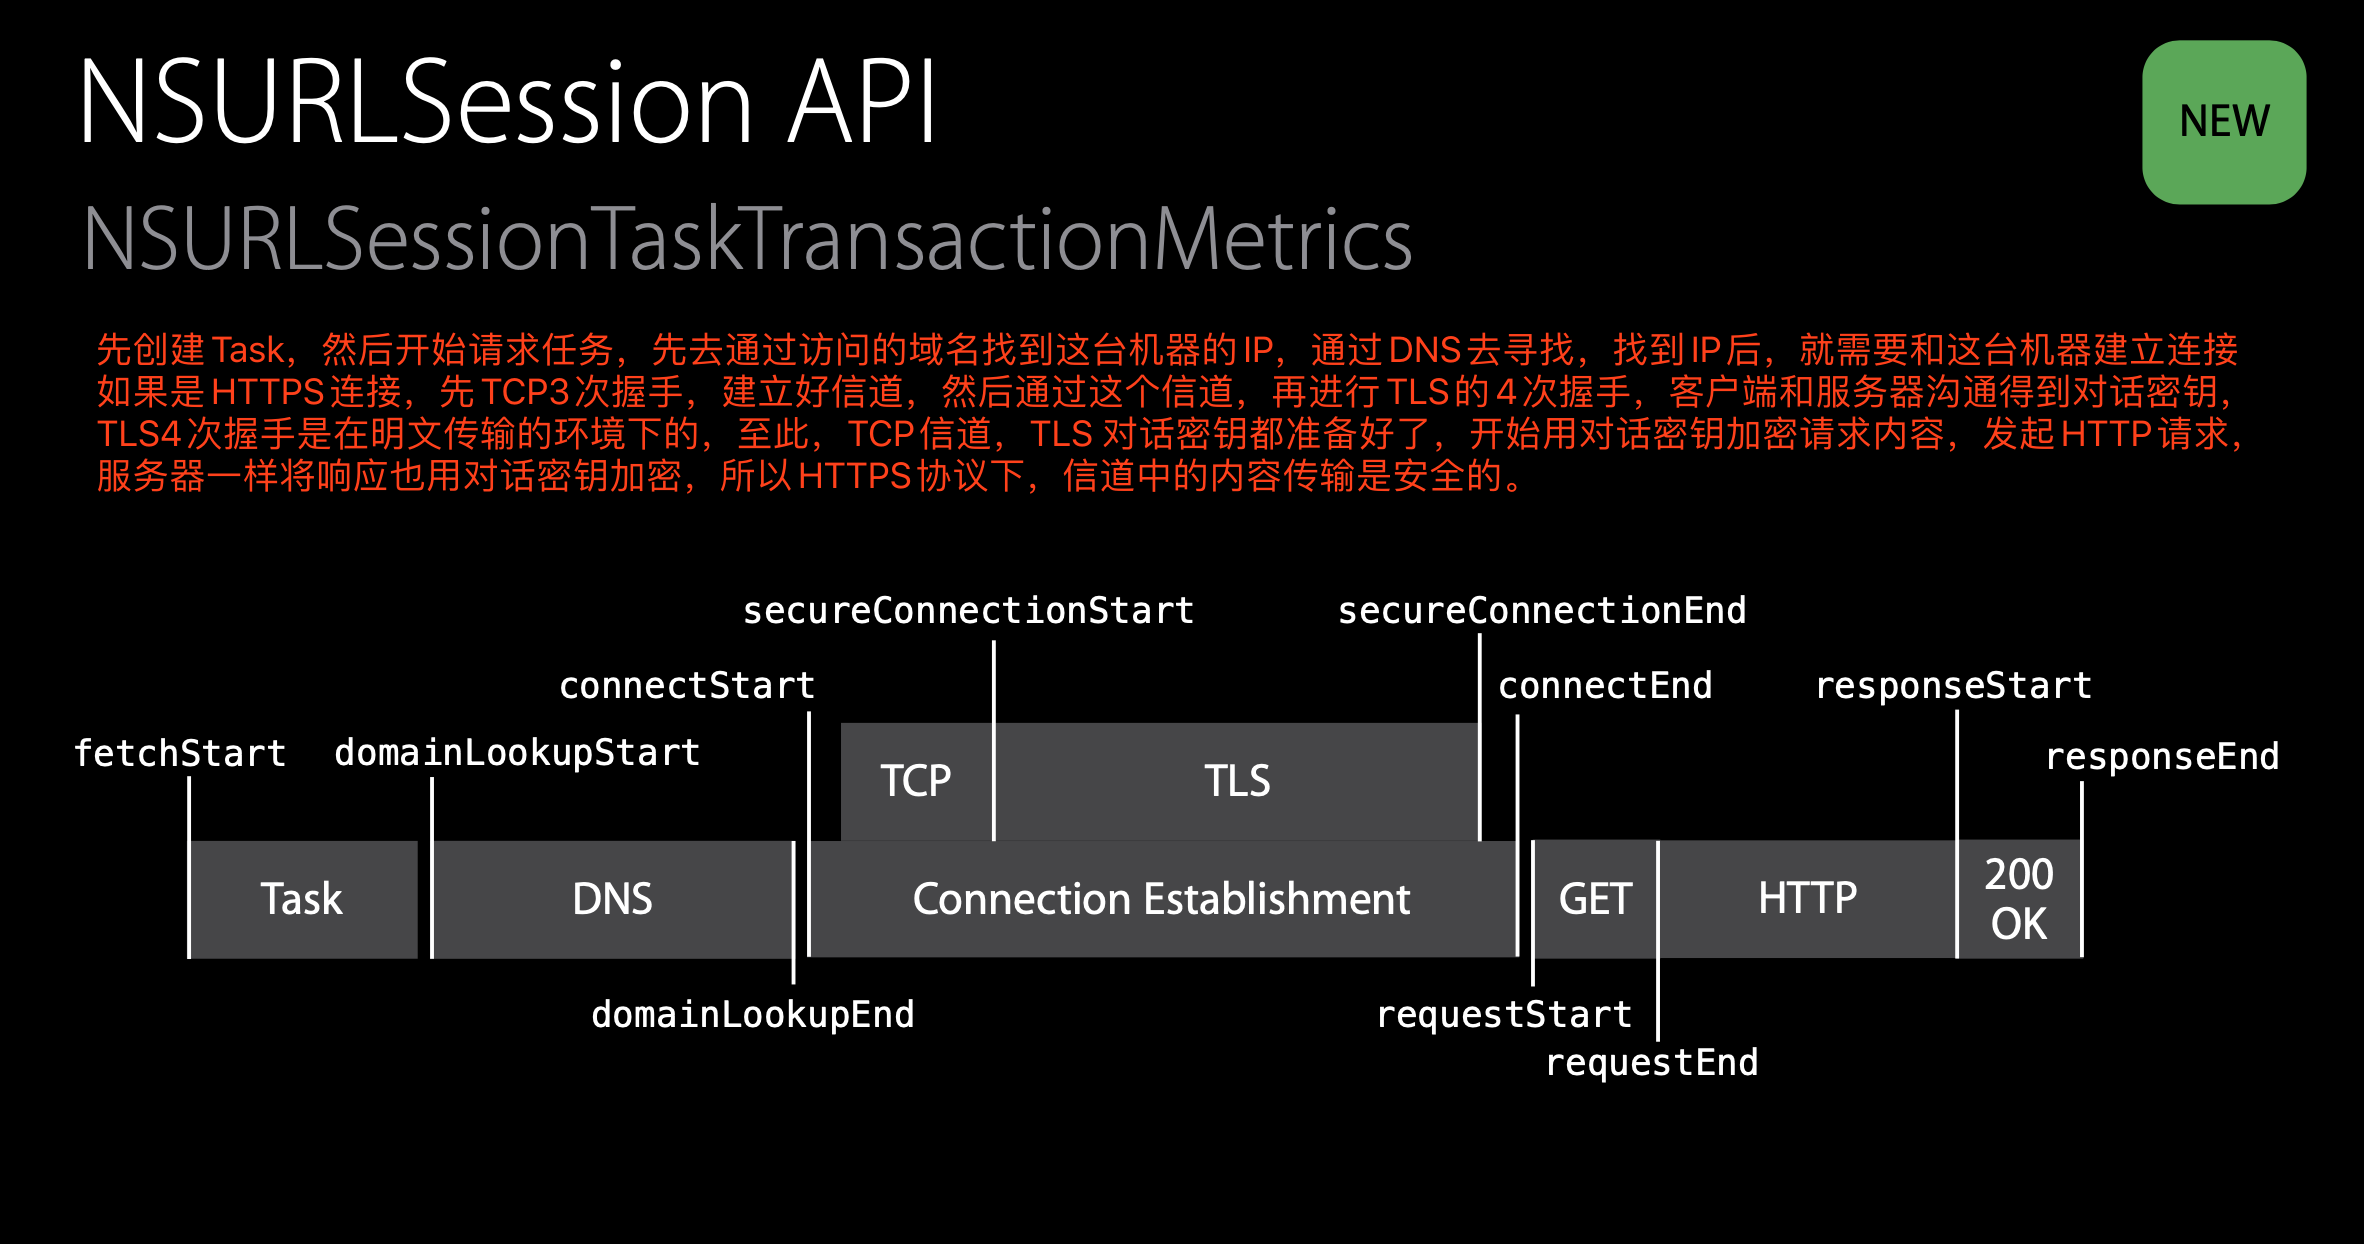 NSURLSession API
NEW
NSURLSessionTaskTransactionMetrics
先创建Task，然后开始请求任务，先去通过访问的域名找到这台机器的IP，通过DNS去寻找，找到IP后，就需要和这台机器建立连接
如果是HTTPS连接，先TCP3次握手，建立好信道，然后通过这个信道，再进行TLS的4次握手，客户端和服务器沟通得到对话密钥，
TLS4次握手是在明文传输的环境下的，至此，TCP信道，TLS 对话密钥都准备好了，开始用对话密钥加密请求内容，发起HTTP请求，
服务器一样将响应也用对话密钥加密，所以HTTPS协议下，信道中的内容传输是安全的。
secureConnectionStart
secureConnectionEnd
connectStart
connectEnd
responseStart
fetchStart
domainLookupStart
responseEnd
TCP
TLS
Task
DNS
Connection Establishment
GET
HTTP
200
OK
domainLookupEnd
requestStart
requestEnd